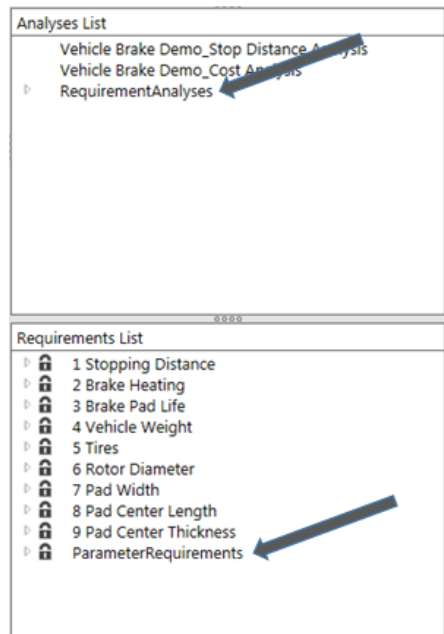 Analyses List
Vehicle Brake Demo_Stop Distance Analysis
Vehicle Brake Demo_Cost Analysis
RequirementAnalyses
Requirements List
1 Stopping Distance
2 Brake Heating
3 Brake Pad Life
4 Vehicle Weight
5 Tires
6 Rotor Diameter
7 Pad Width
8 Pad Center Length
9 Pad Center Thickness
ParameterRequirements